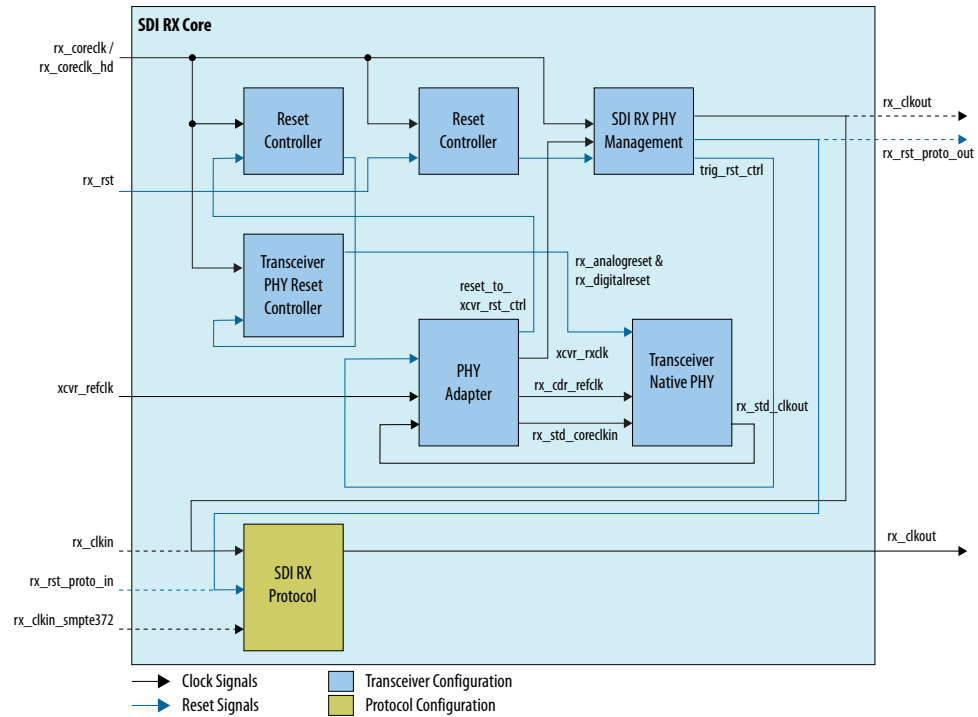 SDI RX Core
rx_coreclk /
rx_coreclk_hd
Reset
Controller
Reset
Controller
SDI RX PHY
Management
rx_clkout
rx_rst_proto_out
trig_rst_ctrl
rx_rst
Transceiver
PHY Reset
Controller
rx_analogreset &
rx_digitalreset
reset_to_
xcvr_rst_ctrl
PHY
Adapter
xcvr_rxclk
Transceiver
Native PHY
xcvr_refclk
rx_cdr_refclk
rx_std_clkout
rx_std_coreclkin
rx_clkin
rx_clkout
SDI RX
Protocol
rx_rst_proto_in
rx_clkin_smpte372
Clock Signals
Transceiver Configuration
Reset Signals
Protocol Configuration